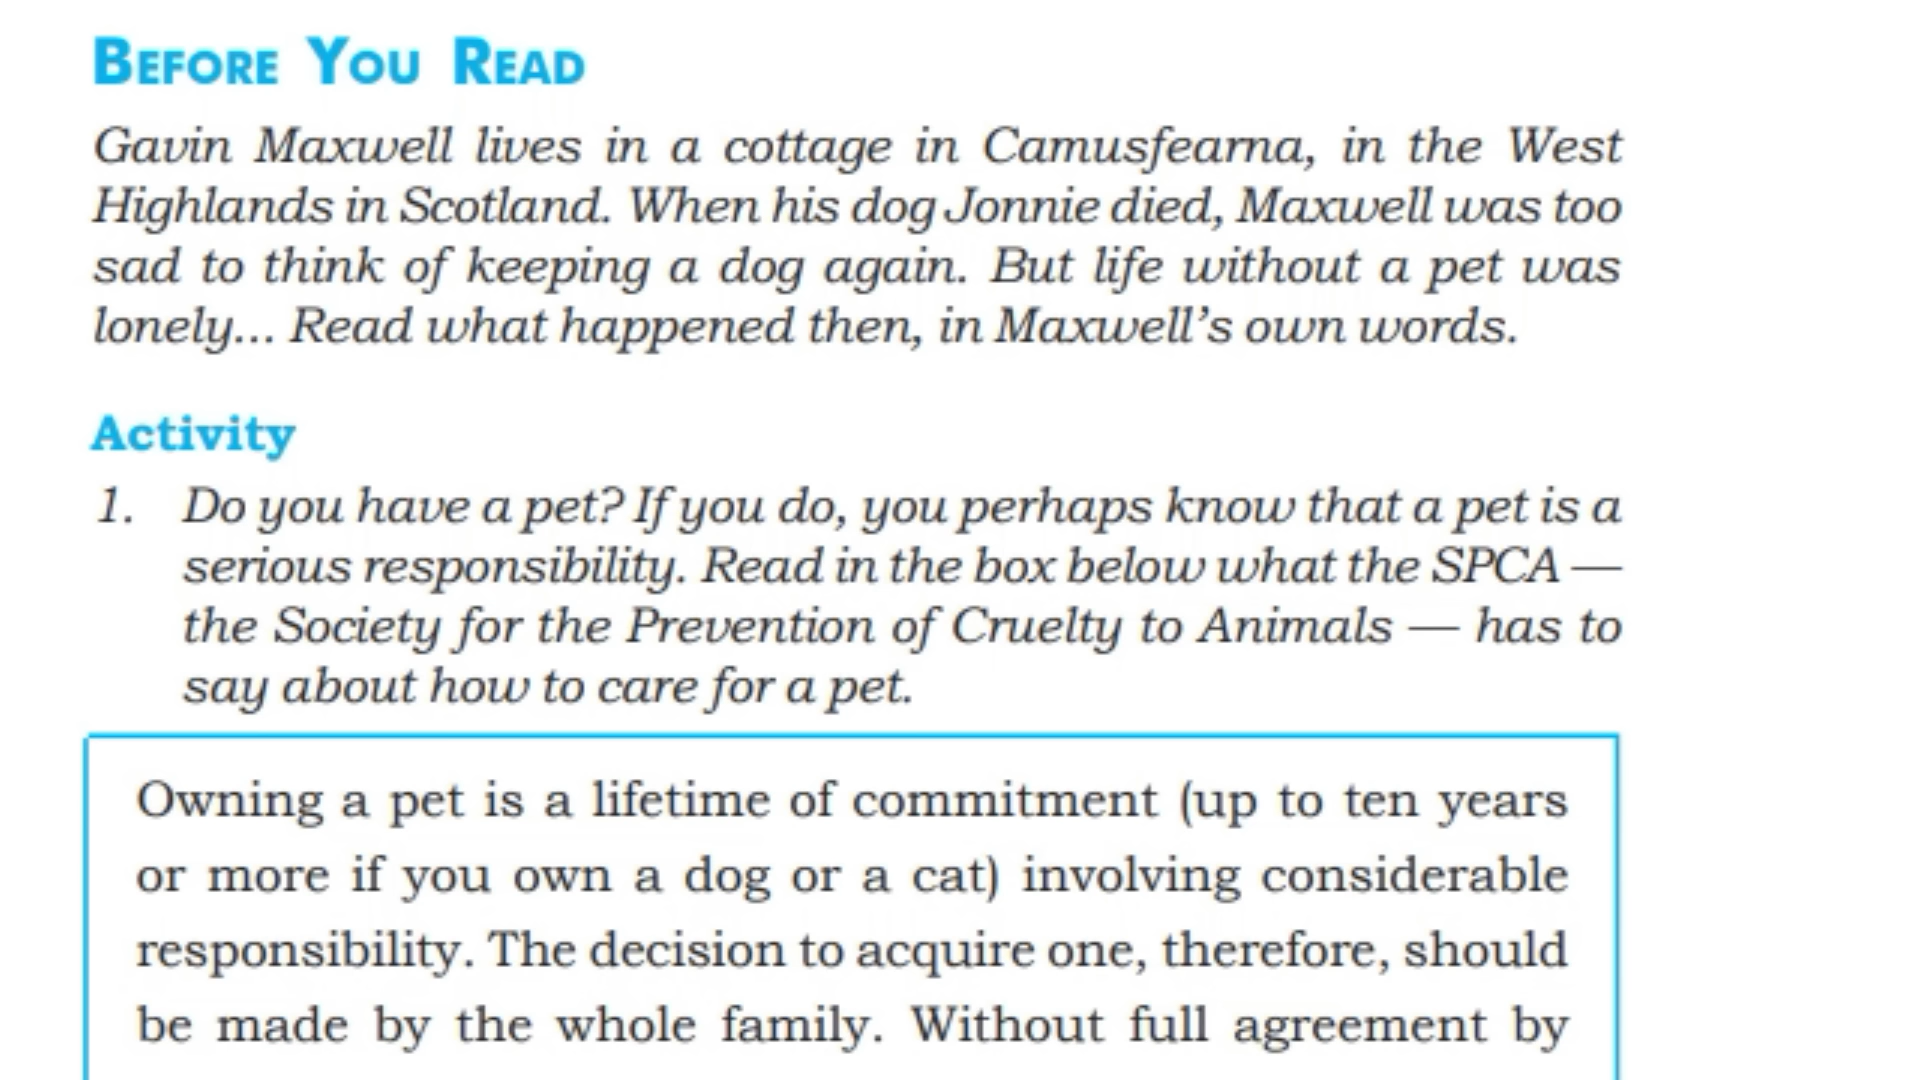 BEFORE YOU READ
Gavin Maxwell lives in a cottage in Camusfearna, in the West
Highlands in Scotland. When his dog Jonnie died, Maxwell was too
sad to think of keeping a dog again. But life without a pet was
lonely... Read what happened then, in Maxwell’s own words.
Activity
1. Do you have a pet? If you do, you perhaps know that a pet is a
serious responsibility. Read in the box below what the SPCA —
the Society for the Prevention of Cruelty to Animals — has to
say about how to care for a pet.
Owning a pet is a lifetime of commitment (up to ten years
or more if you own a dog or a cat) involving considerable
responsibility. The decision to acquire one, therefore, should
be made by the whole family. Without full agreement by